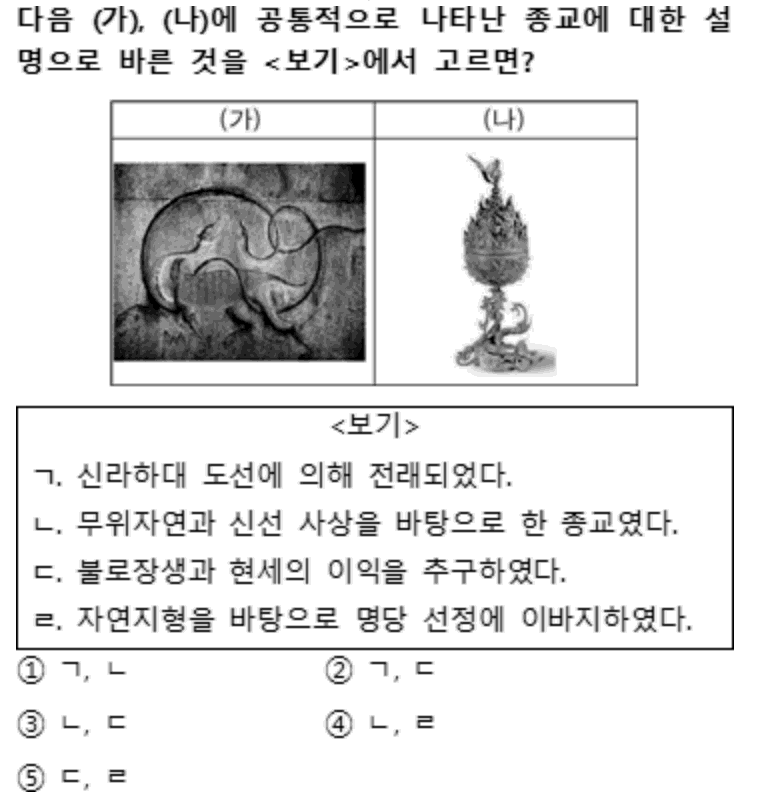 다음 (가), (나)에 공통적으로 나타난 종교에 대한 설
명으로 바른 것을 <보기>에서 고르면?
(가) (나)
<보기>
ㄱ. 신라하대 도선에 의해 전래되었다.
ㄴ. 무위자연과 신선 사상을 바탕으로 한 종교였다.
ㄷ. 불로장생과 현세의 이익을 추구하였다.
ㄹ. 자연지형을 바탕으로 명당 선정에 이바지하였다.
① ㄱ, ㄴ ② ㄱ, ㄷ
③ ㄴ, ㄷ ④ ㄴ, ㄹ
⑤ ㄷ, ㄹ